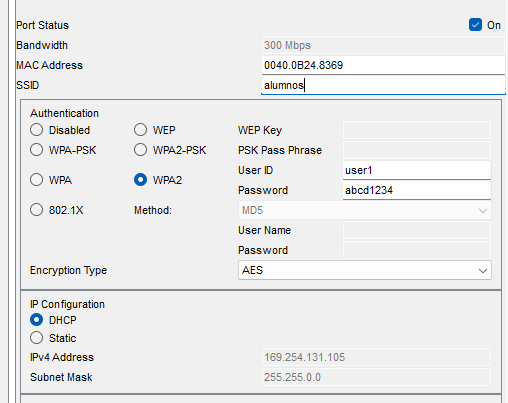 Port Status On
Bandwidth 300 Mbps
MAC Address 0040.0B24.8369
SSID alumnos
Authentication
Disabled WEP WEP Key
WPA-PSK WPA2-PSK PSK Pass Phrase
User ID user1
WPA WPA2
Password abcd1234
802.1X Method: MD5
User Name
Password
Encryption Type AES
IP Configuration
DHCP
Static
IPv4 Address 169.254.131.105
Subnet Mask 255.255.0.0